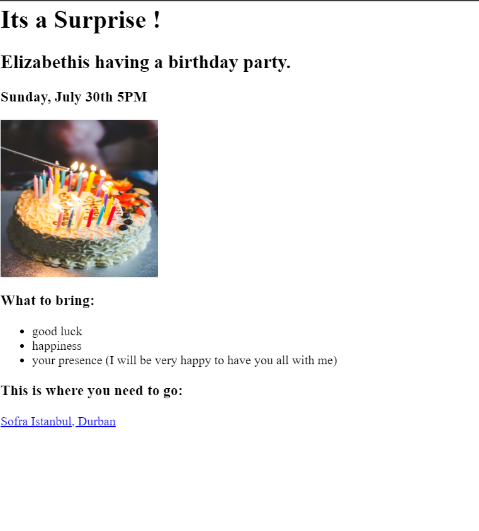 Its a Surprise !
Elizabethis having a birthday party.
Sunday, July 30th 5PM
What to bring:
good luck
happiness
your presence (I will be very happy to have you all with me)
This is where you need to go:
Sofra Istanbul, Durban